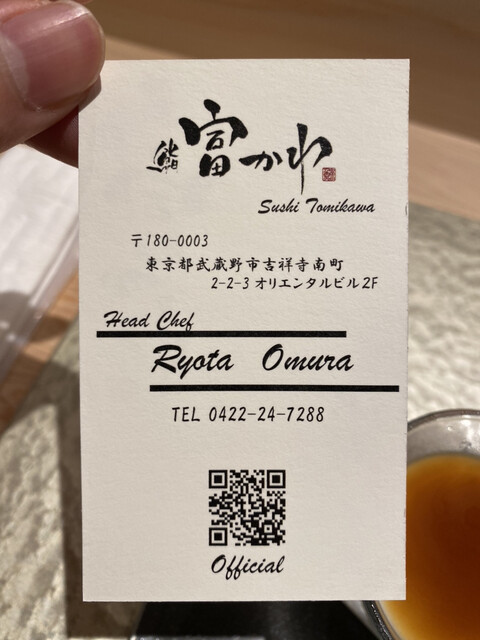 鮨 富かわ
Sushi Tomikawa
〒180-0003
東京都武蔵野市吉祥寺南町
2-2-3 オリエンタルビル2F
Head Chef
Ryota Omura
TEL 0422-24-7288
Official